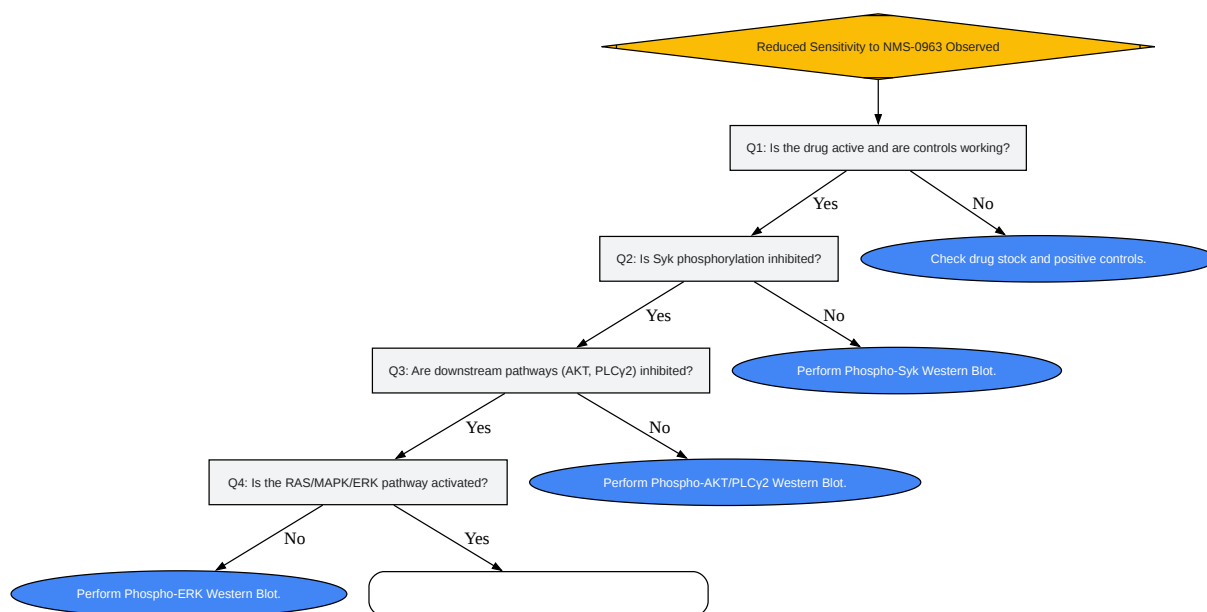 Reduced Sensitivity to NMS-0963 Observed
Q1: Is the drug active and are controls working?
Yes
No
Q2: Is Syk phosphorylation inhibited?
Check drug stock and positive controls.
Yes
No
Q3: Are downstream pathways (AKT, PLCγ2) inhibited?
Perform Phospho-Syk Western Blot.
Yes
No
Q4: Is the RAS/MAPK/ERK pathway activated?
Perform Phospho-AKT/PLCγ2 Western Blot.
No
Yes
Perform Phospho-ERK Western Blot.